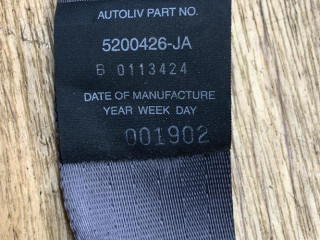 AUTOLIV PART NO.
5200426-JA
B 0113424
DATE OF MANUFACTURE
YEAR WEEK DAY
001902